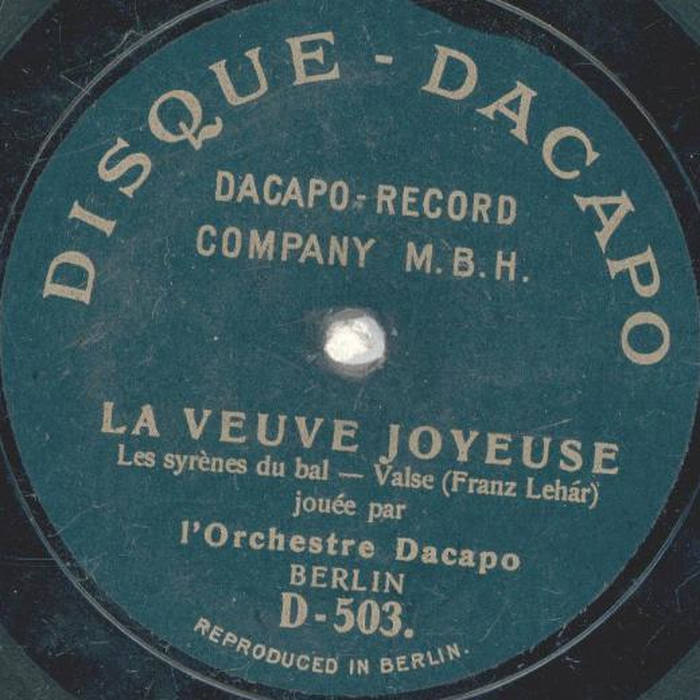 DISQUE - DACAPO
DACAPO-RECORD
COMPANY M.B.H.
LA VEUVE JOYEUSE
Les syrènes du bal — Valse (Franz Lehár)
jouée par
l'Orchestre Dacapo
BERLIN
D-503.
REPRODUCED IN BERLIN.